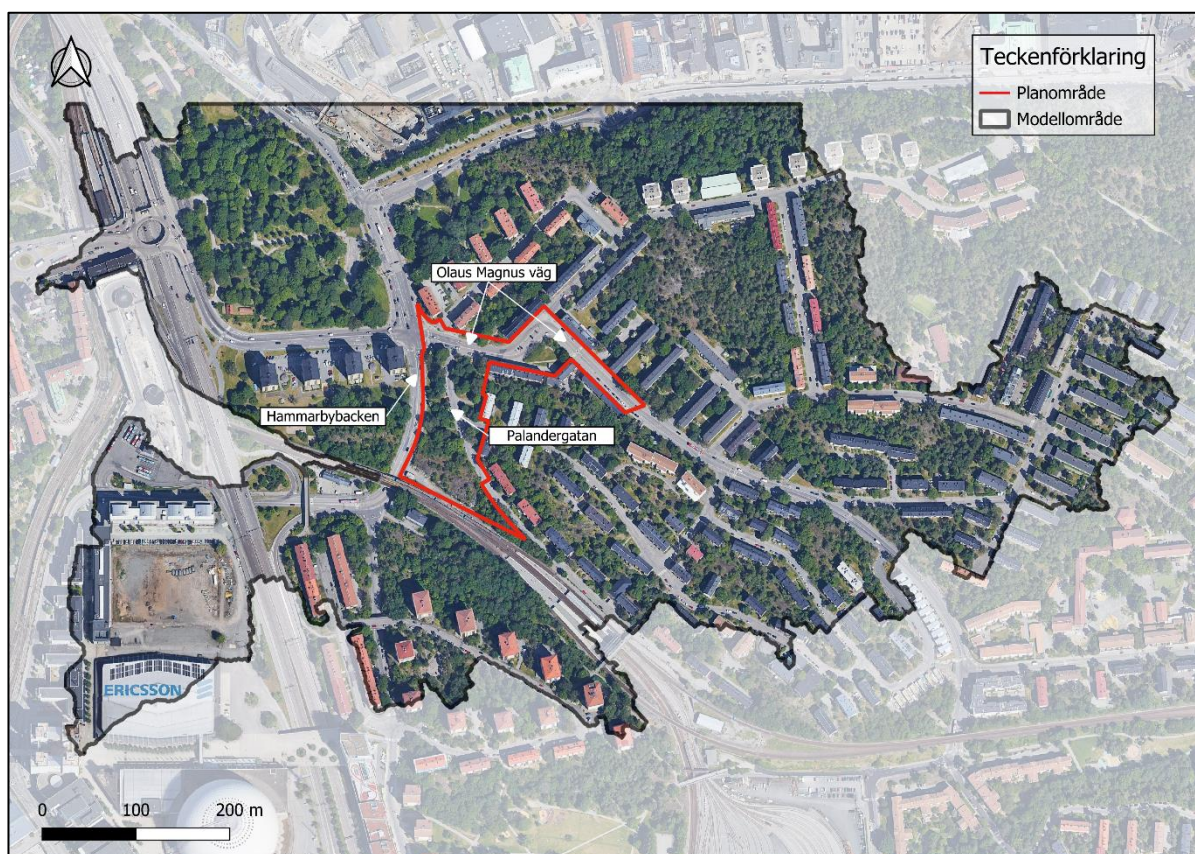 Teckenförklaring
Planområde
Modellområde
Olaus Magnus väg
Hammarbybacken
Palandergatan
ERICSSON
0 100 200 m